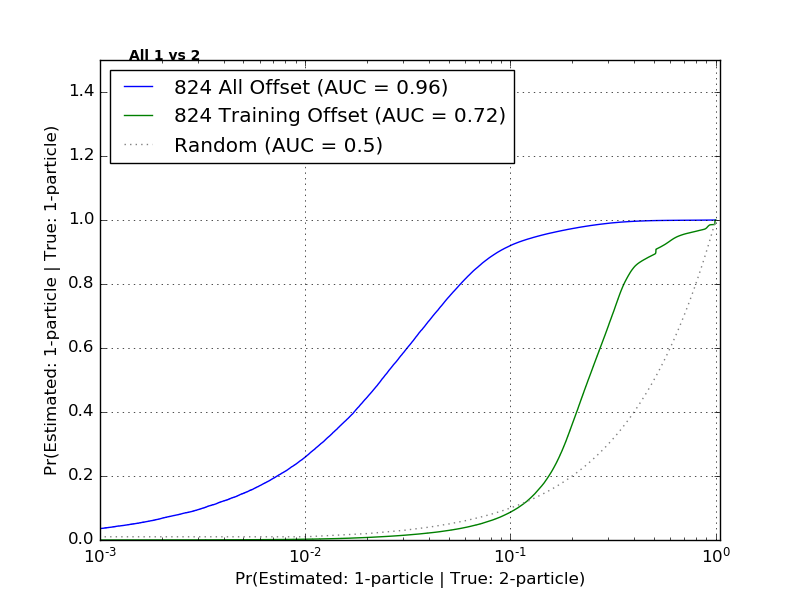 All 1 vs 2
824 All Offset (AUC = 0.96)
824 Training Offset (AUC = 0.72)
Random (AUC = 0.5)
Pr(Estimated: 1-particle | True: 1-particle)
1.4
1.2
1.0
0.8
0.6
0.4
0.2
0.0
10^-3 10^-2 10^-1 10^0
Pr(Estimated: 1-particle | True: 2-particle)